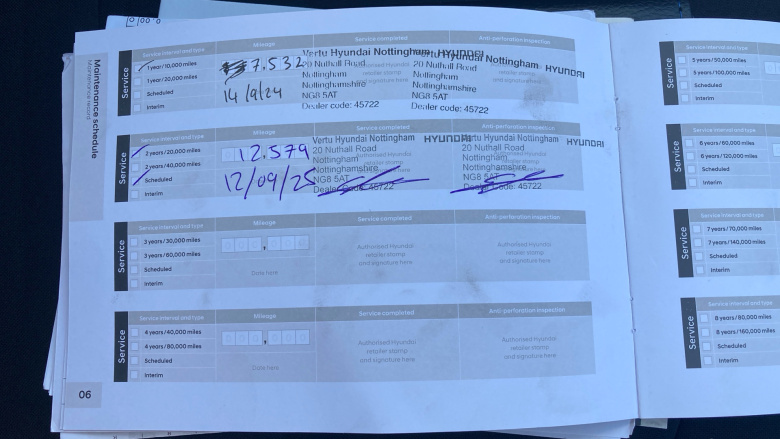 Maintenance schedule
Maintenance record
Service
Service interval and type
Mileage
Service completed
Anti-perforation inspection
1 year/10,000 miles
1 year/20,000 miles
Scheduled
Interim
7.532
14/9/24
Vertu Hyundai Nottingham HYUNDAI
20 Nuthall Road
Nottingham
Nottinghamshire
NG8 5AT
Dealer code: 45722
Vertu Hyundai Nottingham HYUNDAI
20 Nuthall Road
Nottingham
Nottinghamshire
NG8 5AT
Dealer code: 45722
Service
Service interval and type
Mileage
Service completed
Anti-perforation inspection
2 years/20,000 miles
2 years/40,000 miles
Scheduled
Interim
12.579
12/09/25
Vertu Hyundai Nottingham HYUNDAI
20 Nuthall Road
Nottingham
Nottinghamshire
NG8 5AT
Dealer code: 45722
Vertu Hyundai Nottingham HYUNDAI
20 Nuthall Road
Nottingham
Nottinghamshire
NG8 5AT
Dealer code: 45722
Service
Service interval and type
Mileage
Service completed
Anti-perforation inspection
3 years/30,000 miles
3 years/60,000 miles
Scheduled
Interim
Date here
Authorised Hyundai
retailer stamp
and signature here
Authorised Hyundai
retailer stamp
and signature here
Service
Service interval and type
Mileage
Service completed
Anti-perforation inspection
4 years/40,000 miles
4 years/80,000 miles
Scheduled
Interim
Date here
Authorised Hyundai
retailer stamp
and signature here
Authorised Hyundai
retailer stamp
and signature here
06
Service
Service interval and type
5 years/50,000 miles
5 years/100,000
Scheduled
Interim
Service
Service interval and type
6 years/60,000
6 years/120,000 miles
Scheduled
Interim
Service
Service interval and type
7 years/70,000 miles
7 years/140,000 miles
Scheduled
Interim
Service
Service interval and type
8 years/80,000 miles
8 years/160,000 miles
Scheduled
Interim